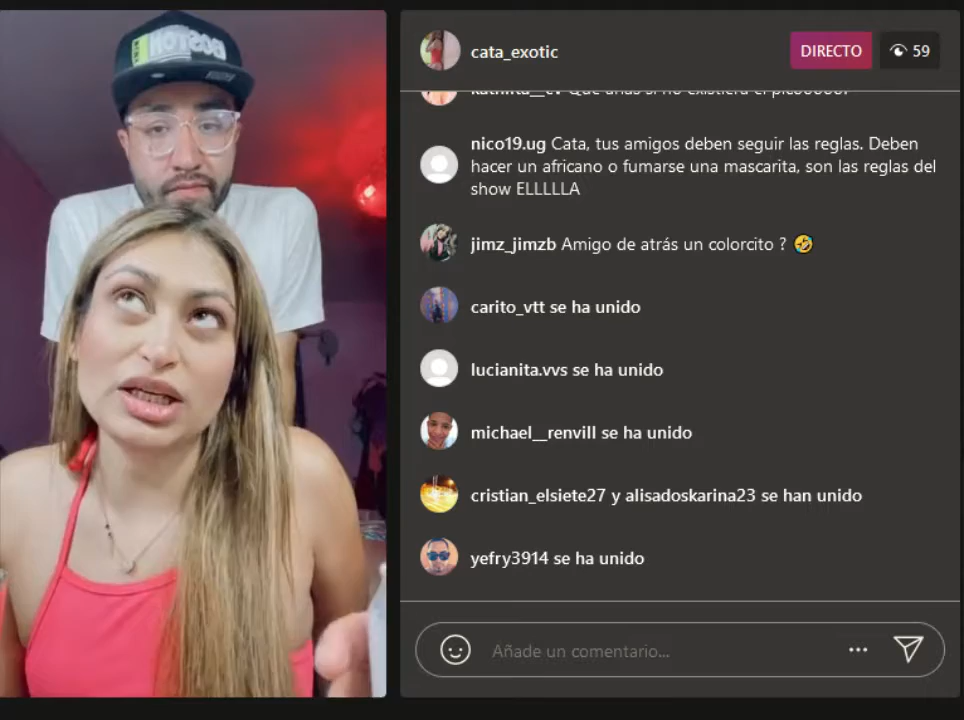 BOSTON
cata_exotic
DIRECTO
59
nico19.ug Cata, tus amigos deben seguir las reglas. Deben
hacer un africano o fumarse una mascarita, son las reglas del
show ELLLLLA
jimz_jimzb Amigo de atrás un colorcito ? 🤣
carito_vtt se ha unido
lucianita.vvs se ha unido
michael__renvill se ha unido
cristian_elsiete27 y alisadoskarina23 se han unido
yefry3914 se ha unido
Añade un comentario...